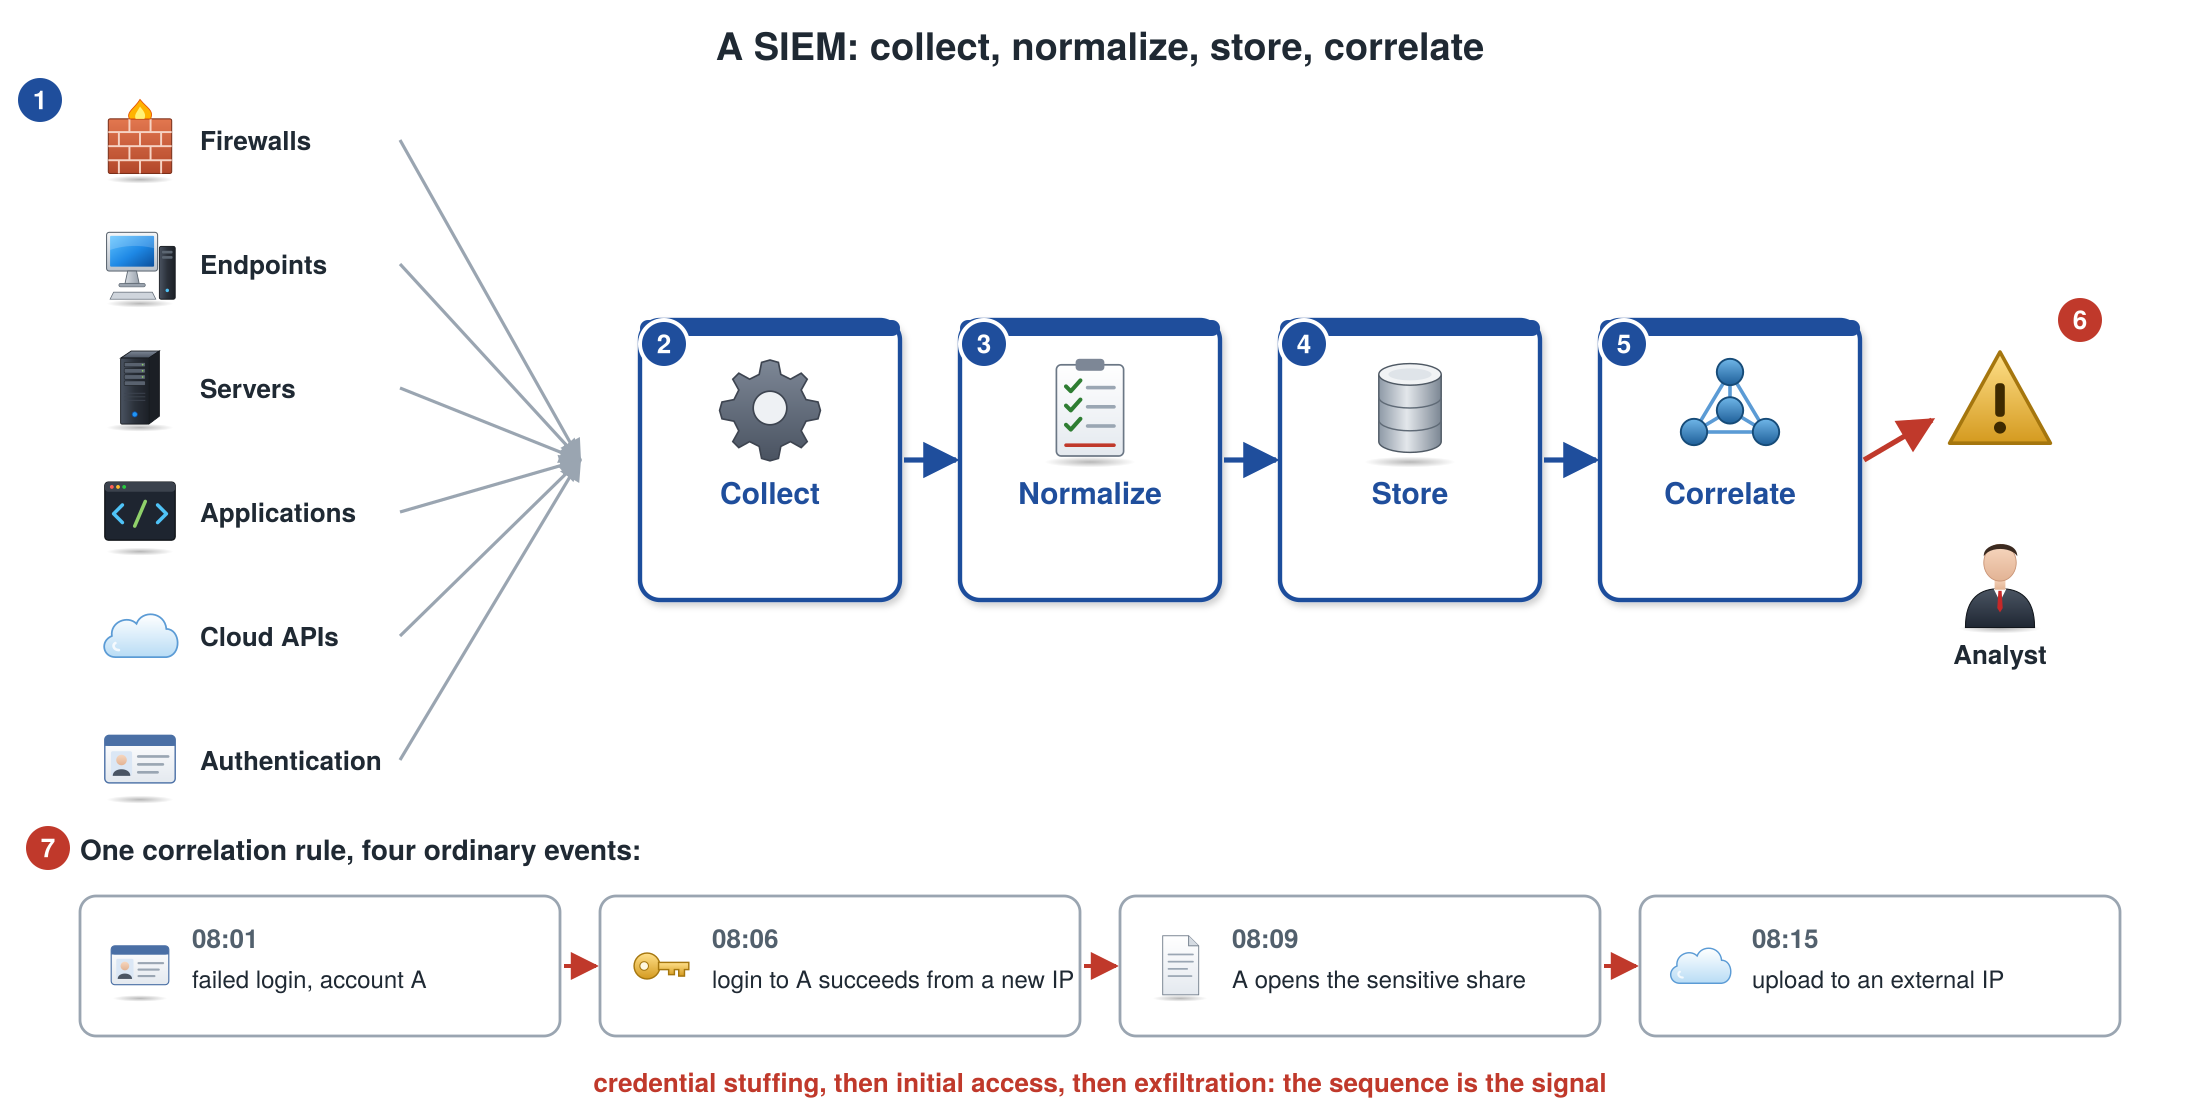 A SIEM: collect, normalize, store, correlate
1
Firewalls
Endpoints
Servers
Applications
Cloud APIs
Authentication
2
Collect
3
Normalize
4
Store
5
Correlate
6
Analyst
7
One correlation rule, four ordinary events:
08:01
failed login, account A
08:06
login to A succeeds from a new IP
08:09
A opens the sensitive share
08:15
upload to an external IP
credential stuffing, then initial access, then exfiltration: the sequence is the signal